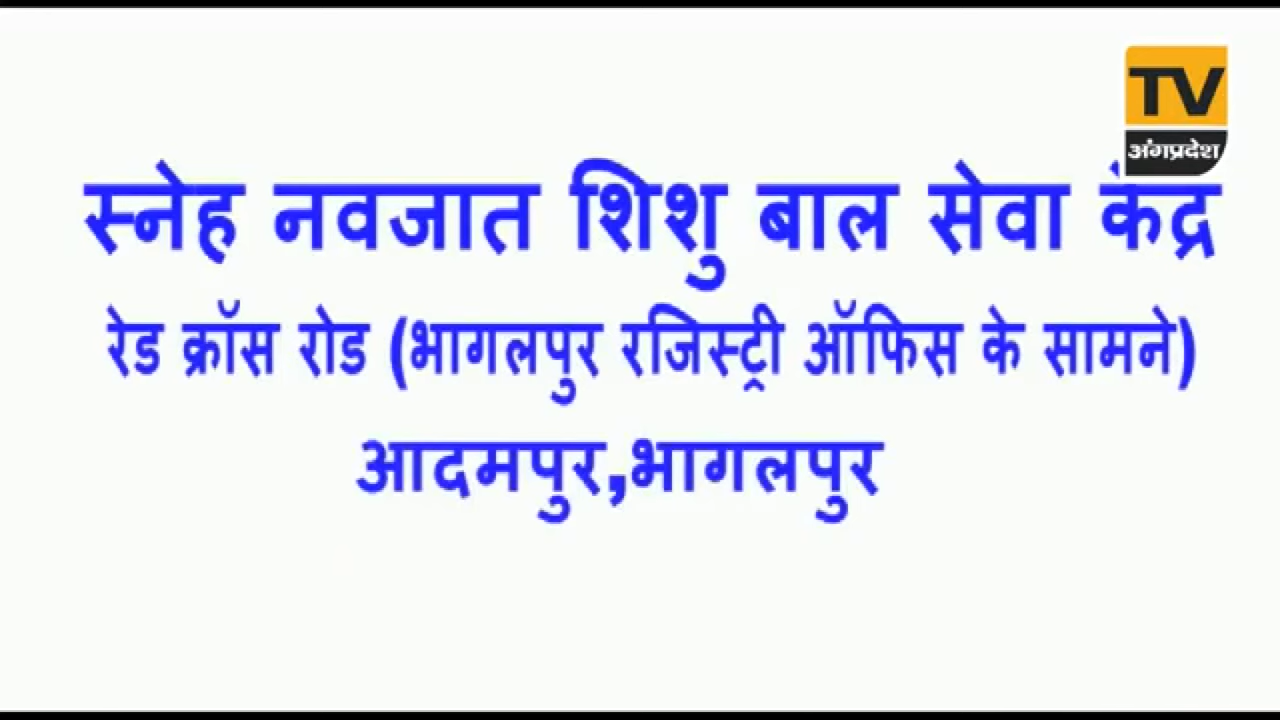 TV
अंगप्रदेश
स्नेह नवजात शिशु बाल सेवा केंद्र
रेड क्रॉस रोड (भागलपुर रजिस्ट्री ऑफिस के सामने)
आदमपुर,भागलपुर